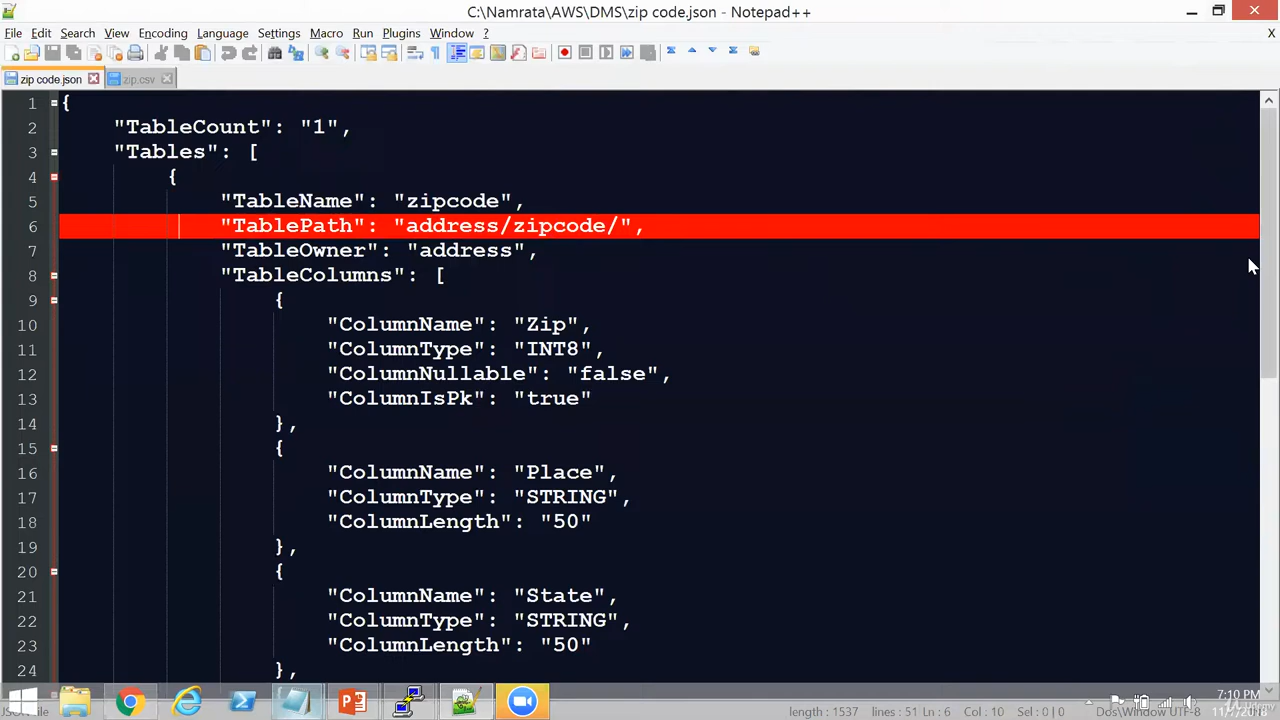 C:\Namrata\AWS\DMS\zip code.json - Notepad++
File Edit Search View Encoding Language Settings Macro Run Plugins Window ? X
zip code.json zip.csv
1 {
2 "TableCount": "1",
3 "Tables": [
4 {
5 "TableName": "zipcode",
6 "TablePath": "address/zipcode/",
7 "TableOwner": "address",
8 "TableColumns": [
9 {
10 "ColumnName": "Zip",
11 "ColumnType": "INT8",
12 "ColumnNullable": "false",
13 "ColumnIsPk": "true"
14 },
15 {
16 "ColumnName": "Place",
17 "ColumnType": "STRING",
18 "ColumnLength": "50"
19 },
20 {
21 "ColumnName": "State",
22 "ColumnType": "STRING",
23 "ColumnLength": "50"
24 },
7:10 PM
length : 1537 lines : 51 Ln : 6 Col : 10 Sel : 0 | 0